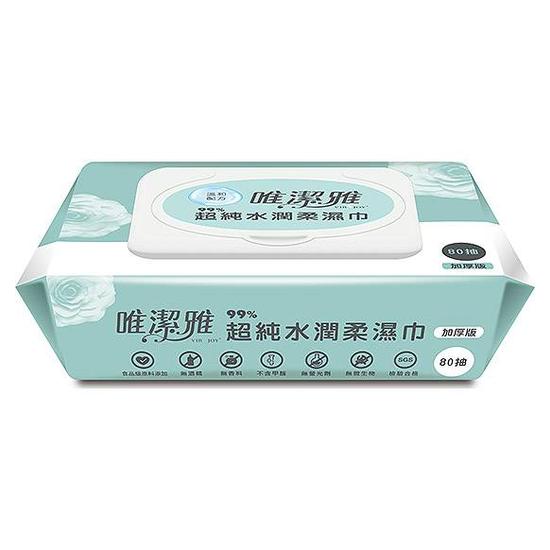 溫和
配方
唯潔雅
VIR JOY
99%
超純水潤柔濕巾
80抽
加厚版
唯潔雅
VIR JOY
99%
超純水潤柔濕巾
加厚版
80抽
SGS
食品級原料添加
無酒精
無香料
不含甲醛
無螢光劑
無微生物
檢驗合格